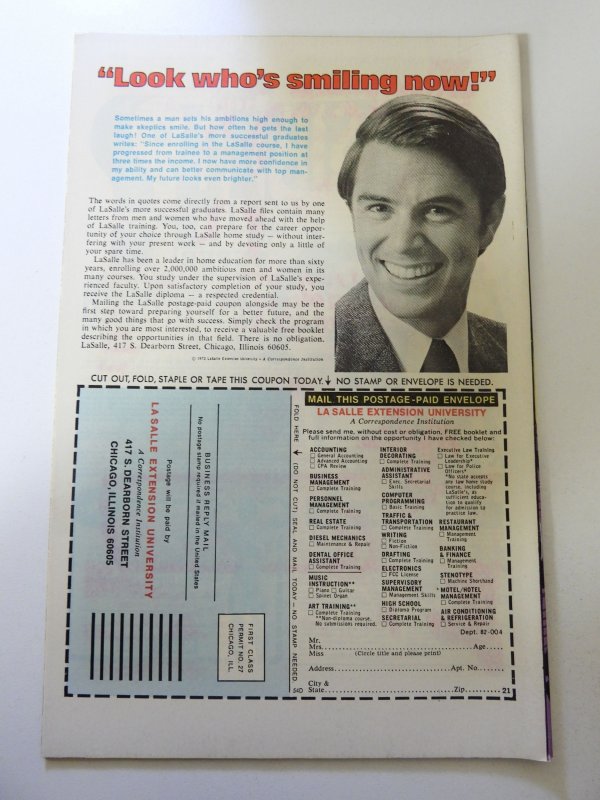 “Look who’s smiling now!”
Sometimes a man sets his ambitions high enough to
make skeptics smile. But how often he gets the last
laugh! One of LaSalle's more successful graduates
writes: "Since enrolling in the LaSalle course, I have
progressed from trainee to a management position at
three times the income. I now have more confidence in
my ability and can better communicate with top man-
agement. My future looks even brighter."
The words in quotes come directly from a report sent to us by one
of LaSalle's more successful graduates. LaSalle files contain many
letters from men and women who have moved ahead with the help
of LaSalle training. You, too, can prepare for the career oppor-
tunity of your choice through LaSalle home study — without inter-
fering with your present work — and by devoting only a little of
your spare time.
LaSalle has been a leader in home education for more than sixty
years, enrolling over 2,000,000 ambitious men and women in its
many courses. You study under the supervision of LaSalle's expe-
rienced faculty. Upon satisfactory completion of your study, you
receive the LaSalle diploma — a respected credential.
Mailing the LaSalle postage-paid coupon alongside may be the
first step toward preparing yourself for a better future, and the
many good things that go with success. Simply check the program
in which you are most interested, to receive a valuable free booklet
describing the opportunities in that field. There is no obligation.
LaSalle, 417 S. Dearborn Street, Chicago, Illinois 60605.
© 1972 LaSalle Extension University • A Correspondence Institution
CUT OUT, FOLD, STAPLE OR TAPE THIS COUPON TODAY. NO STAMP OR ENVELOPE IS NEEDED.
Postage will be paid by
LA SALLE EXTENSION UNIVERSITY
A Correspondence Institution
417 S. DEARBORN STREET
CHICAGO, ILLINOIS 60605
BUSINESS REPLY MAIL
No postage stamp required if mailed in the United States
FIRST CLASS
PERMIT NO. 27
CHICAGO, ILL.
FOLD HERE (DO NOT CUT) SEAL AND MAIL TODAY - NO STAMP NEEDED
54D
MAIL THIS POSTAGE-PAID ENVELOPE
LA SALLE EXTENSION UNIVERSITY
A Correspondence Institution
Please send me, without cost or obligation, FREE booklet and
full information on the opportunity I have checked below:
ACCOUNTING
General Accounting
Advanced Accounting
CPA Review
BUSINESS
MANAGEMENT
Complete Training
PERSONNEL
MANAGEMENT
Complete Training
REAL ESTATE
Complete Training
DIESEL MECHANICS
Maintenance & Repair
DENTAL OFFICE
ASSISTANT
Complete Training
MUSIC
INSTRUCTION**
Piano Guitar
Spinet Organ
ART TRAINING**
Complete Training
**Non-diploma course.
No submissions required.
INTERIOR
DECORATING
Complete Training
ADMINISTRATIVE
ASSISTANT
Exec. Secretarial
Skills
COMPUTER
PROGRAMMING
Basic Training
TRAFFIC &
TRANSPORTATION
Complete Training
WRITING
Fiction
Non-Fiction
DRAFTING
Complete Training
ELECTRONICS
FCC License
SUPERVISORY
MANAGEMENT
Management Skills
HIGH SCHOOL
Diploma Program
SECRETARIAL
Complete Training
Executive Law Training
Law for Executive
Leadership*
Law for Police
Officers*
*No state accepts
any law home study
course, including
LaSalle's, as
sufficient educa-
tion to qualify
for admission to
practice law.
RESTAURANT
MANAGEMENT
Management
Training
BANKING
& FINANCE
Management
Training
STENOTYPE
Machine Shorthand
MOTEL/HOTEL
MANAGEMENT
Complete Training
AIR CONDITIONING
& REFRIGERATION
Service & Repair
Dept. 82-004
Mr.
Mrs. Age
Miss (Circle title and please print)
Address Apt. No.
City &
State Zip 21